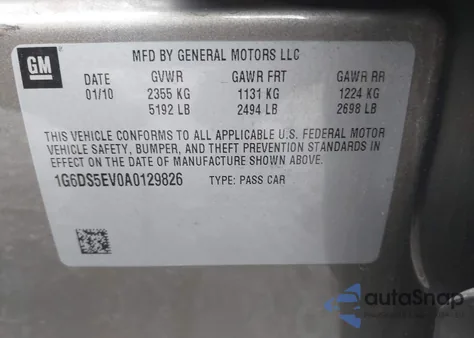 GM
MFD BY GENERAL MOTORS LLC
DATE GVWR GAWR FRT GAWR RR
01/10 2355 KG 1131 KG 1224 KG
5192 LB 2494 LB 2698 LB
THIS VEHICLE CONFORMS TO ALL APPLICABLE U.S. FEDERAL MOTOR
VEHICLE SAFETY, BUMPER, AND THEFT PREVENTION STANDARDS IN
EFFECT ON THE DATE OF MANUFACTURE SHOWN ABOVE.
1G6DS5EV0A0129826 TYPE: PASS CAR
autoSnap